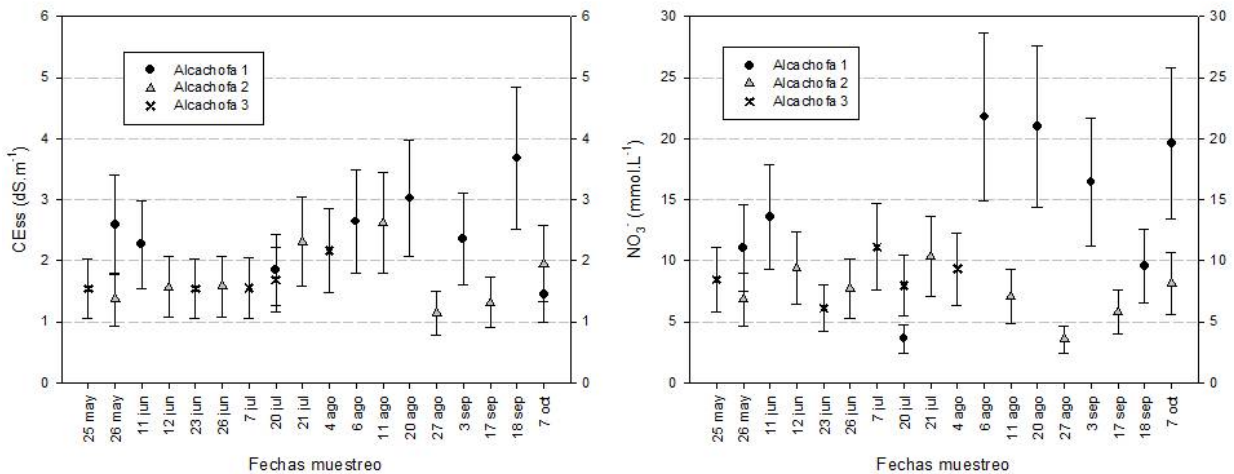 6
5
4
3
2
1
0
CEss (dS.m⁻¹)
Alcachofa 1
Alcachofa 2
Alcachofa 3
6
5
4
3
2
1
0
25 may
26 may
11 jun
12 jun
23 jun
26 jun
7 jul
20 jul
21 jul
4 ago
6 ago
11 ago
20 ago
27 ago
3 sep
17 sep
18 sep
7 oct
Fechas muestreo
30
25
20
15
10
5
0
NO₃⁻ (mmol.L⁻¹)
Alcachofa 1
Alcachofa 2
Alcachofa 3
30
25
20
15
10
5
0
25 may
26 may
11 jun
12 jun
23 jun
26 jun
7 jul
20 jul
21 jul
4 ago
6 ago
11 ago
20 ago
27 ago
3 sep
17 sep
18 sep
7 oct
Fechas muestreo